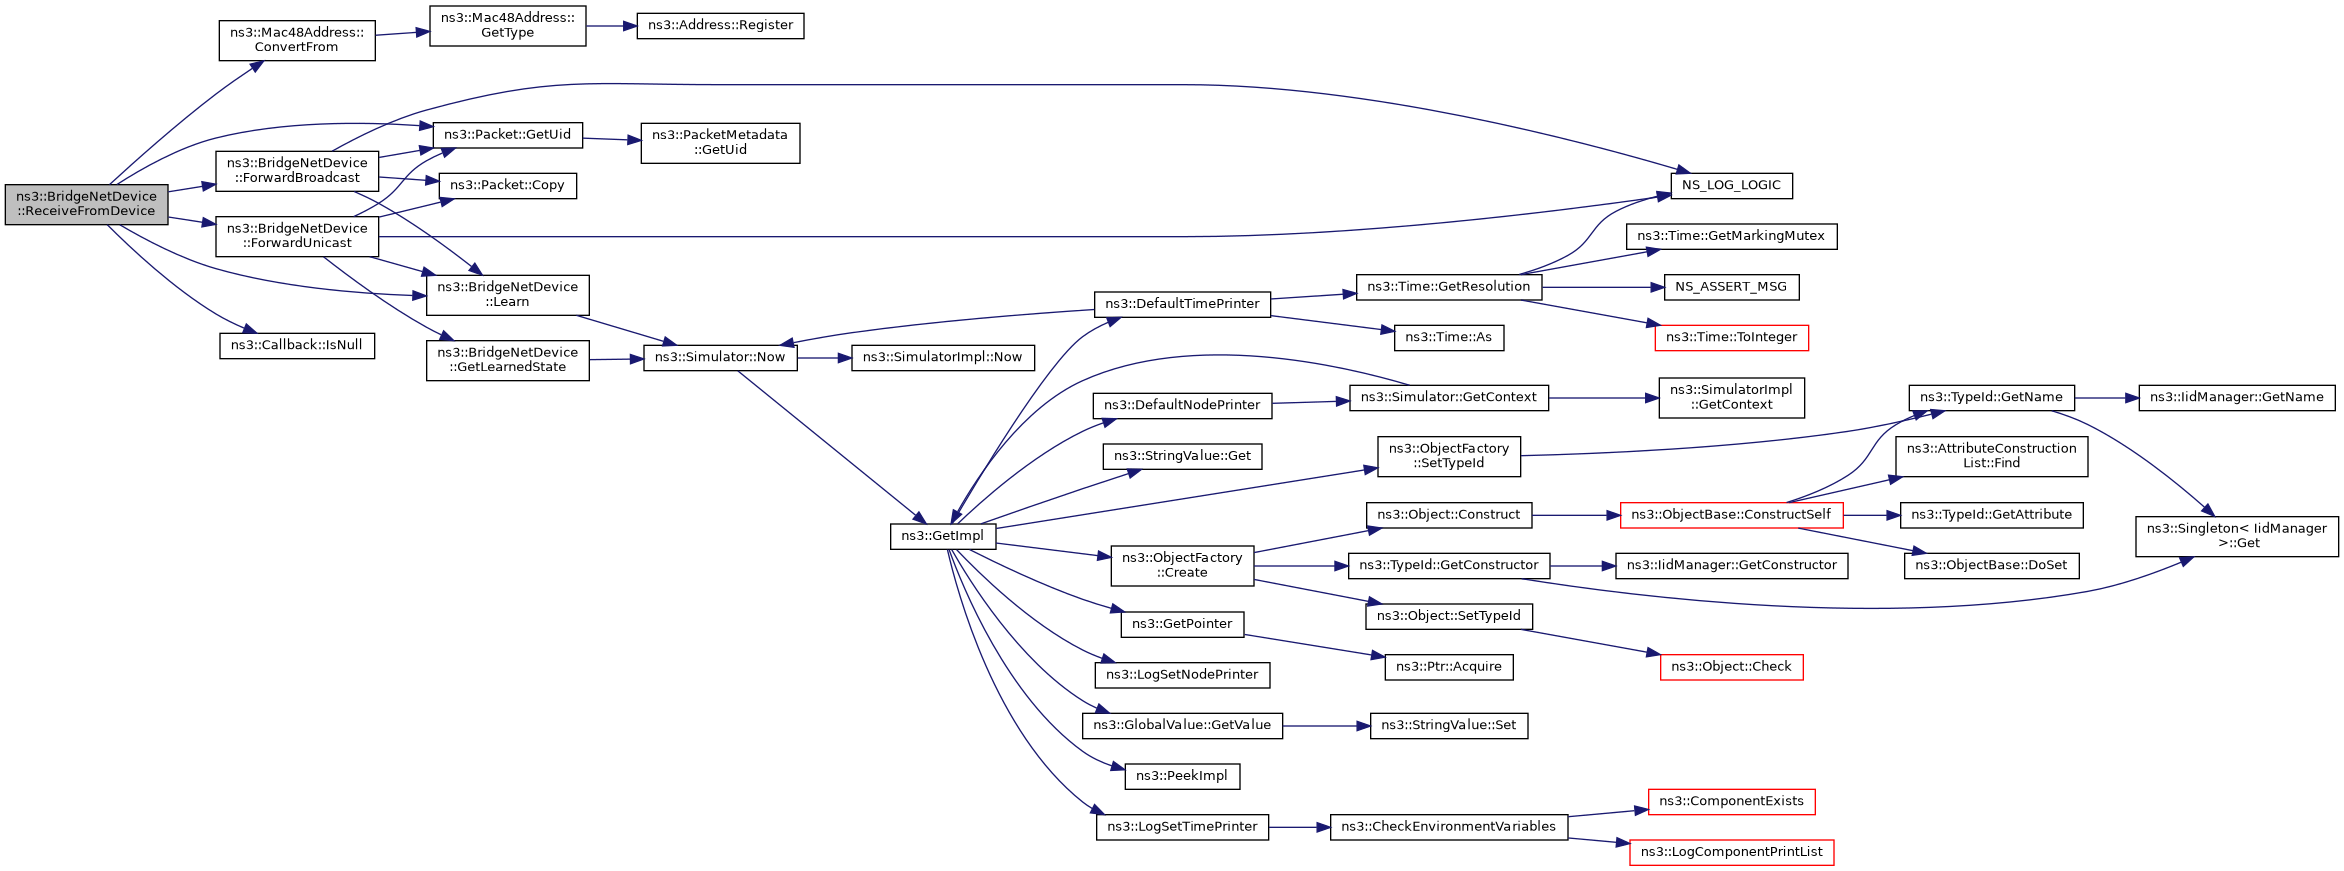 ns3::BridgeNetDevice
::ReceiveFromDevice
ns3::Mac48Address::
ConvertFrom
ns3::Mac48Address::
GetType
ns3::Address::Register
ns3::Packet::GetUid
ns3::PacketMetadata
::GetUid
ns3::BridgeNetDevice
::ForwardBroadcast
ns3::Packet::Copy
ns3::BridgeNetDevice
::ForwardUnicast
ns3::BridgeNetDevice
::Learn
ns3::Callback::IsNull
ns3::BridgeNetDevice
::GetLearnedState
ns3::Simulator::Now
ns3::SimulatorImpl::Now
ns3::GetImpl
ns3::DefaultTimePrinter
ns3::Time::GetResolution
ns3::Time::As
NS_LOG_LOGIC
ns3::Time::GetMarkingMutex
NS_ASSERT_MSG
ns3::Time::ToInteger
ns3::DefaultNodePrinter
ns3::Simulator::GetContext
ns3::SimulatorImpl
::GetContext
ns3::StringValue::Get
ns3::ObjectFactory
::SetTypeId
ns3::TypeId::GetName
ns3::IidManager::GetName
ns3::AttributeConstruction
List::Find
ns3::ObjectFactory
::Create
ns3::Object::Construct
ns3::ObjectBase::ConstructSelf
ns3::TypeId::GetAttribute
ns3::ObjectBase::DoSet
ns3::Singleton< IidManager
>::Get
ns3::TypeId::GetConstructor
ns3::IidManager::GetConstructor
ns3::Object::SetTypeId
ns3::Object::Check
ns3::GetPointer
ns3::Ptr::Acquire
ns3::LogSetNodePrinter
ns3::GlobalValue::GetValue
ns3::StringValue::Set
ns3::PeekImpl
ns3::LogSetTimePrinter
ns3::CheckEnvironmentVariables
ns3::ComponentExists
ns3::LogComponentPrintList